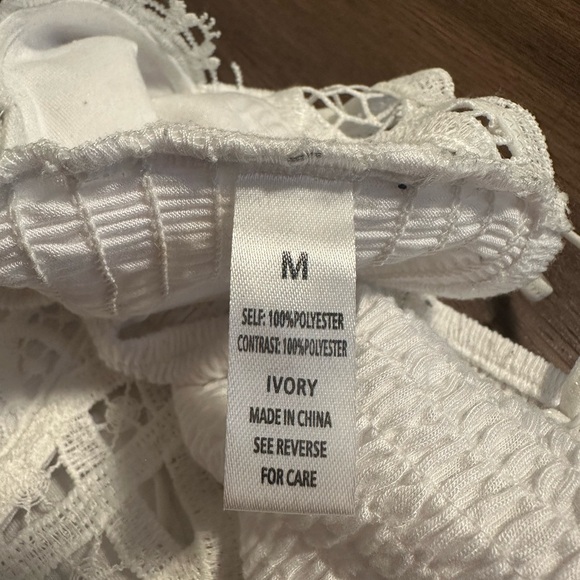 M
SELF: 100%POLYESTER
CONTRAST: 100%POLYESTER
IVORY
MADE IN CHINA
SEE REVERSE
FOR CARE